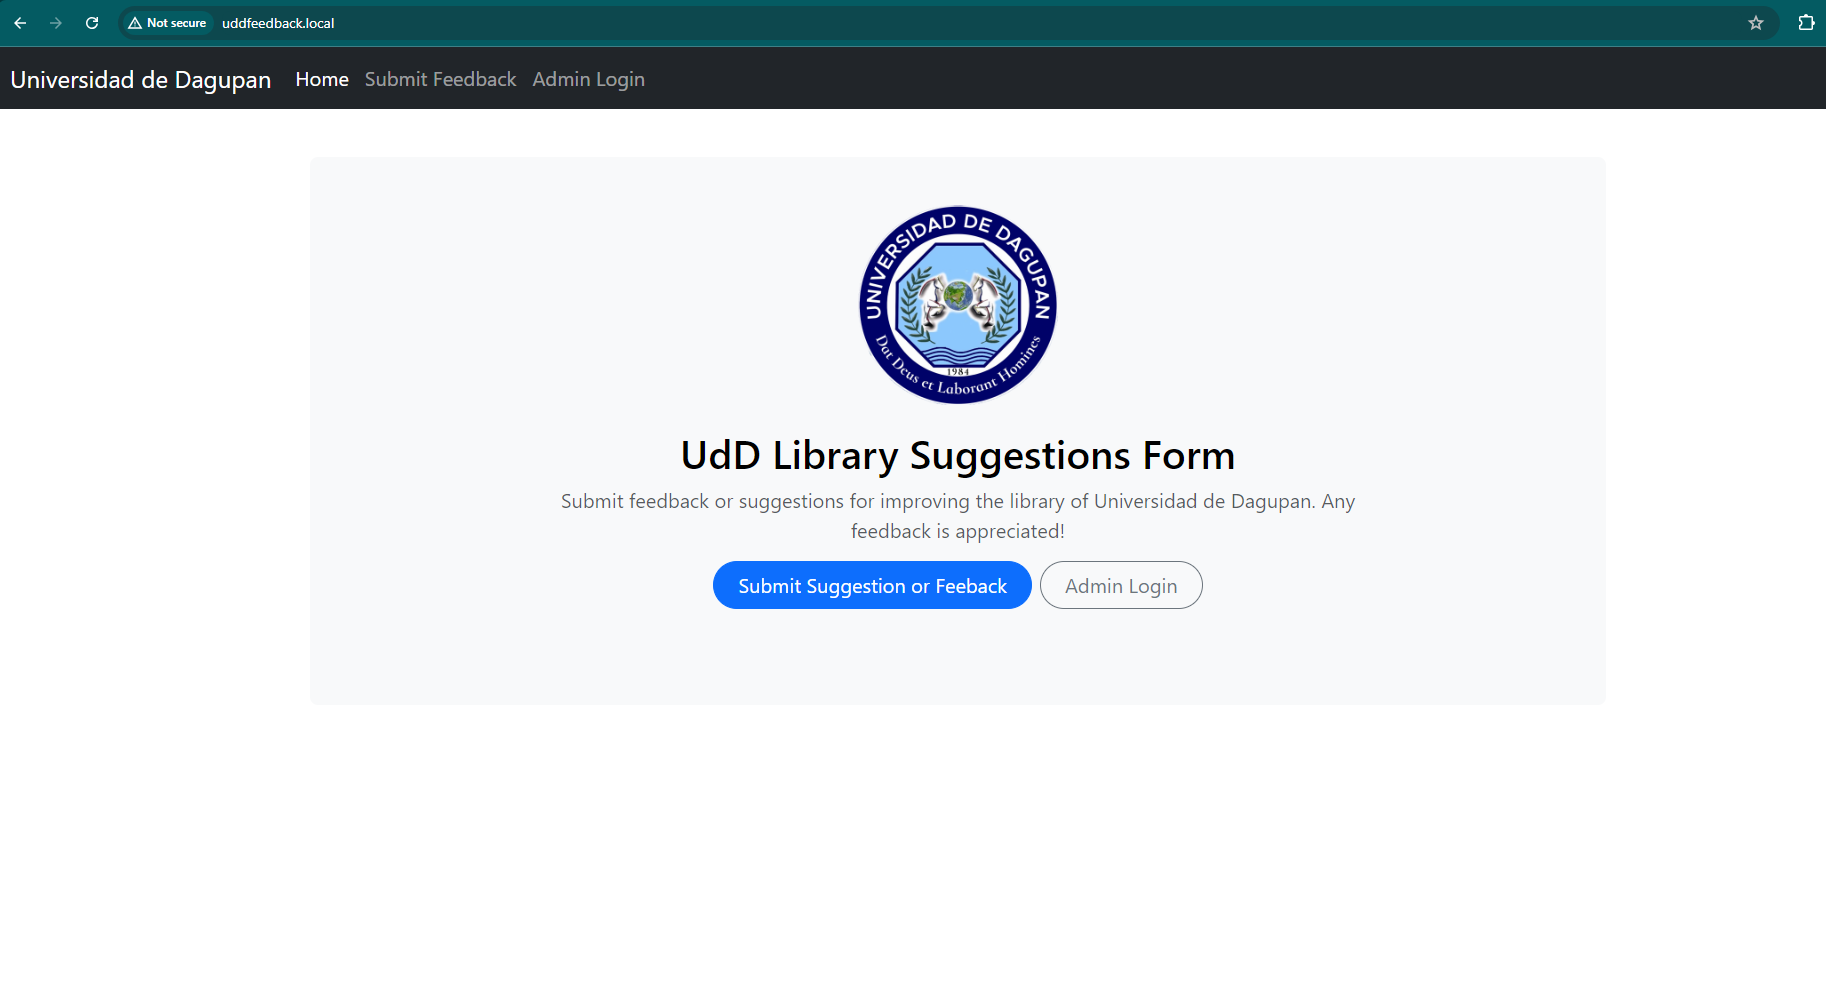 Not secure uddfeedback.local
Universidad de Dagupan Home Submit Feedback Admin Login
UNIVERSIDAD DE DAGUPAN
1984
Dat Deus et Laborant Homines
UdD Library Suggestions Form
Submit feedback or suggestions for improving the library of Universidad de Dagupan. Any
feedback is appreciated!
Submit Suggestion or Feeback Admin Login